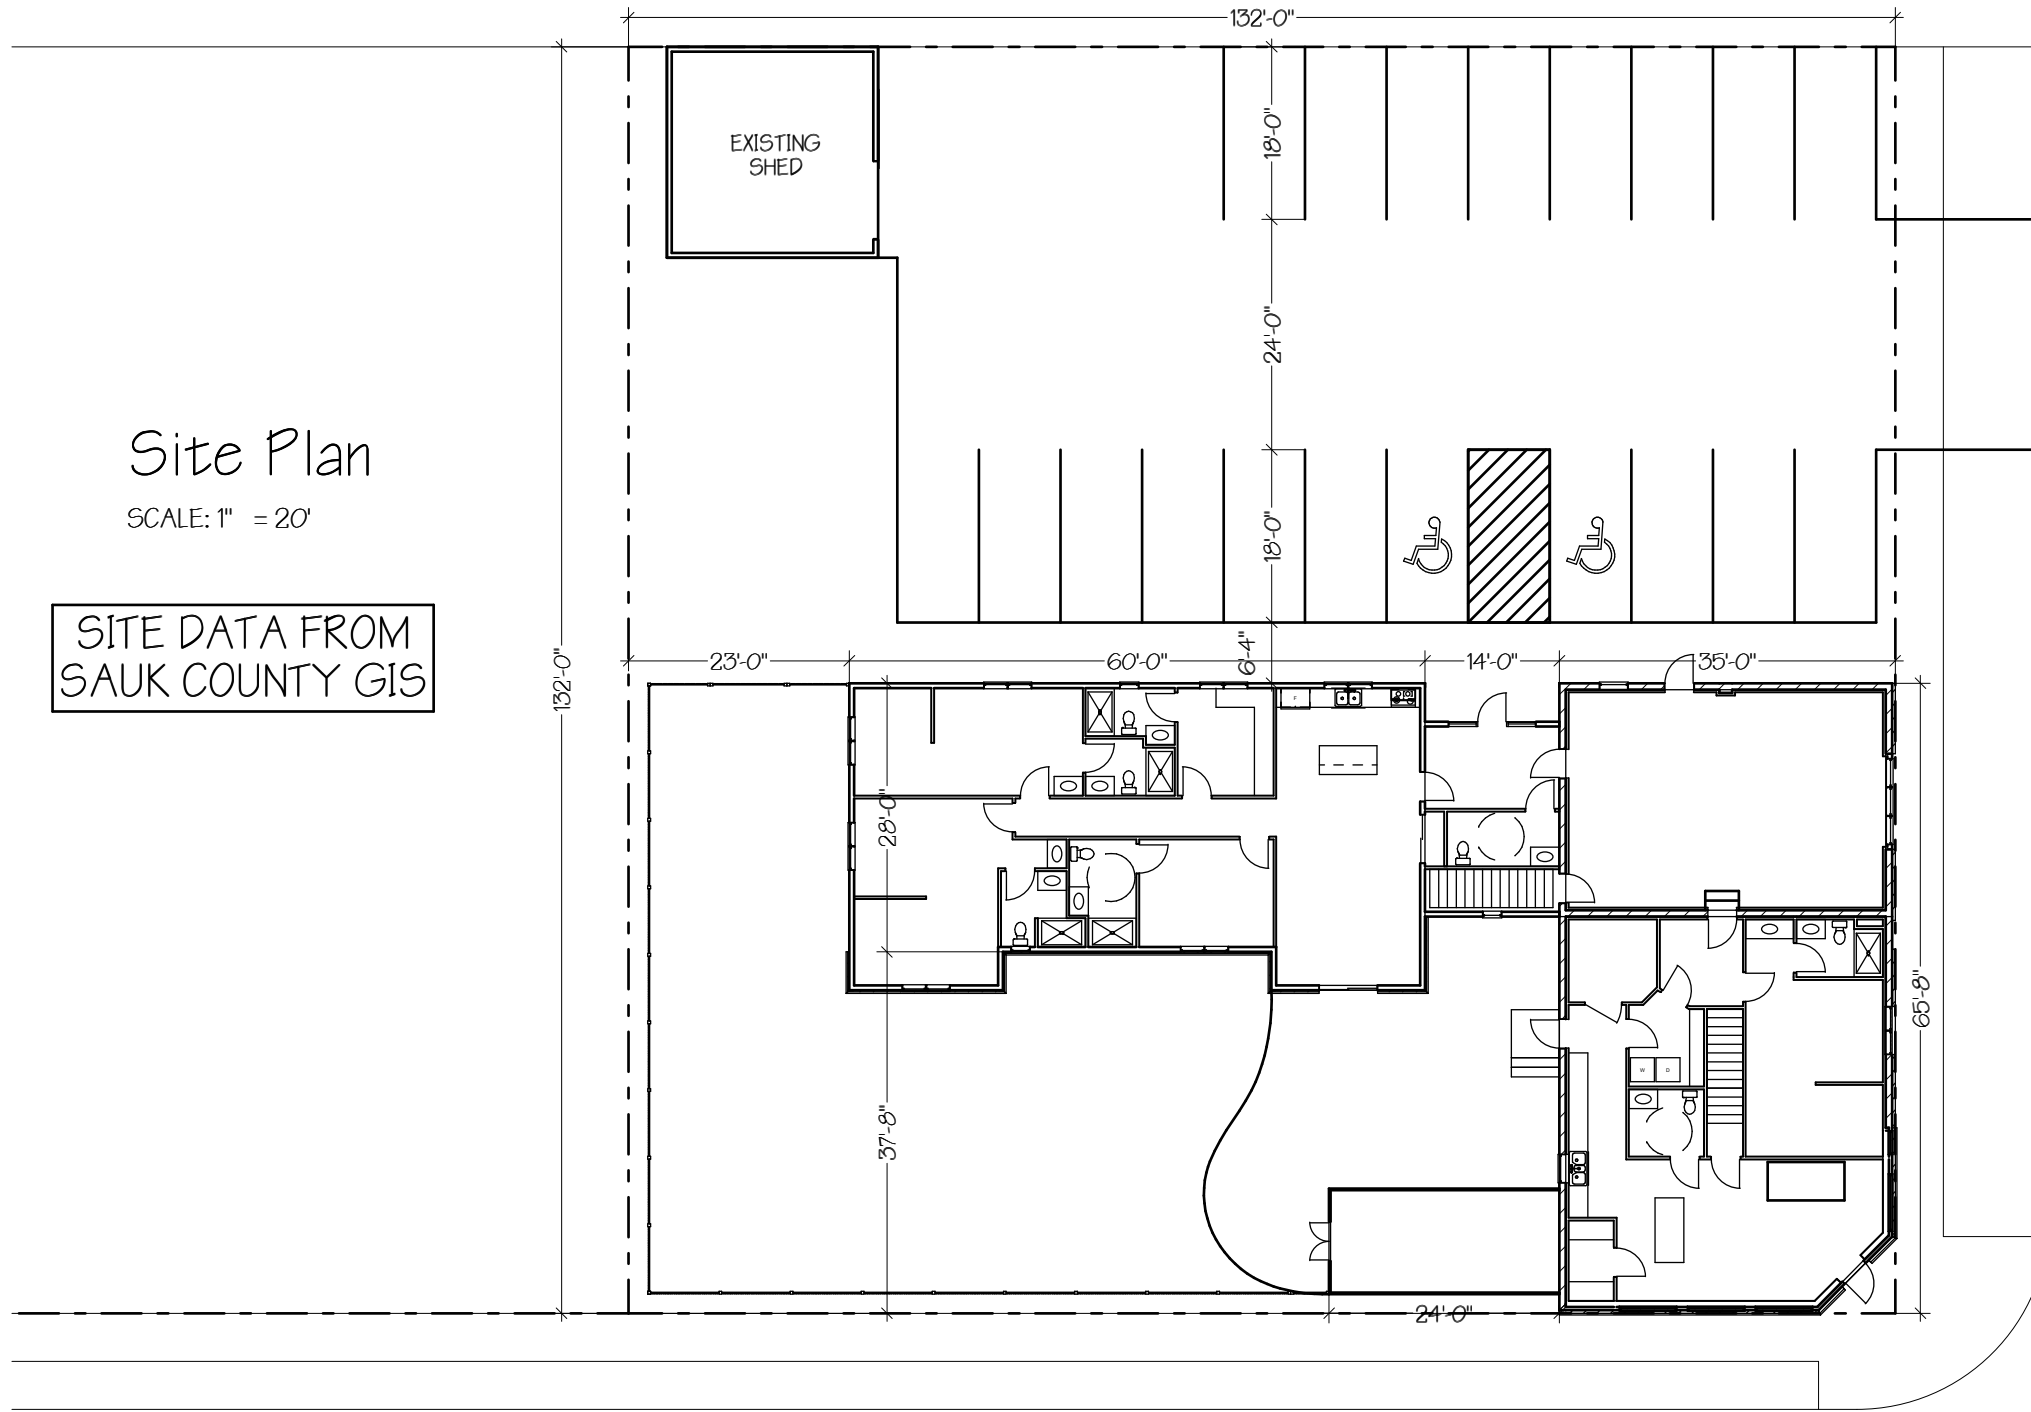 132'-0"
EXISTING
SHED
18'-0"
24'-0"
Site Plan
SCALE: 1" = 20'
18'-0"
SITE DATA FROM
SAUK COUNTY GIS
132'-0"
23'-0"
60'-0"
6'-4"
14'-0"
35'-0"
F
28'-0"
65'-8"
W
D
37'-8"
24'-0"